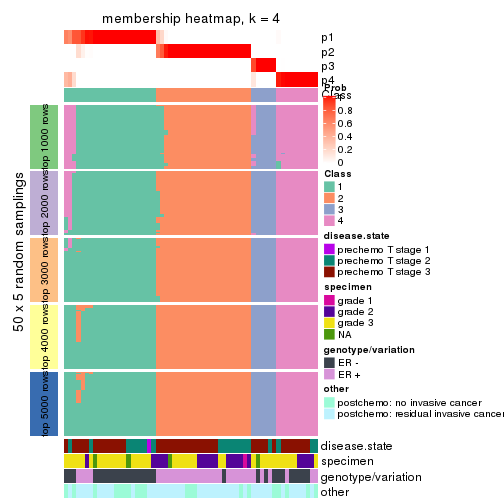 membership heatmap, k = 4
p1
p2
p3
p4
Class
50 x 5 random samplings
top 1000 rows
top 2000 rows
top 3000 rows
top 4000 rows
top 5000 rows
disease.state
specimen
genotype/variation
other
Prob
1
0.8
0.6
0.4
0.2
0
Class
1
2
3
4
disease.state
prechemo T stage 1
prechemo T stage 2
prechemo T stage 3
specimen
grade 1
grade 2
grade 3
NA
genotype/variation
ER -
ER +
other
postchemo: no invasive cancer
postchemo: residual invasive cancer